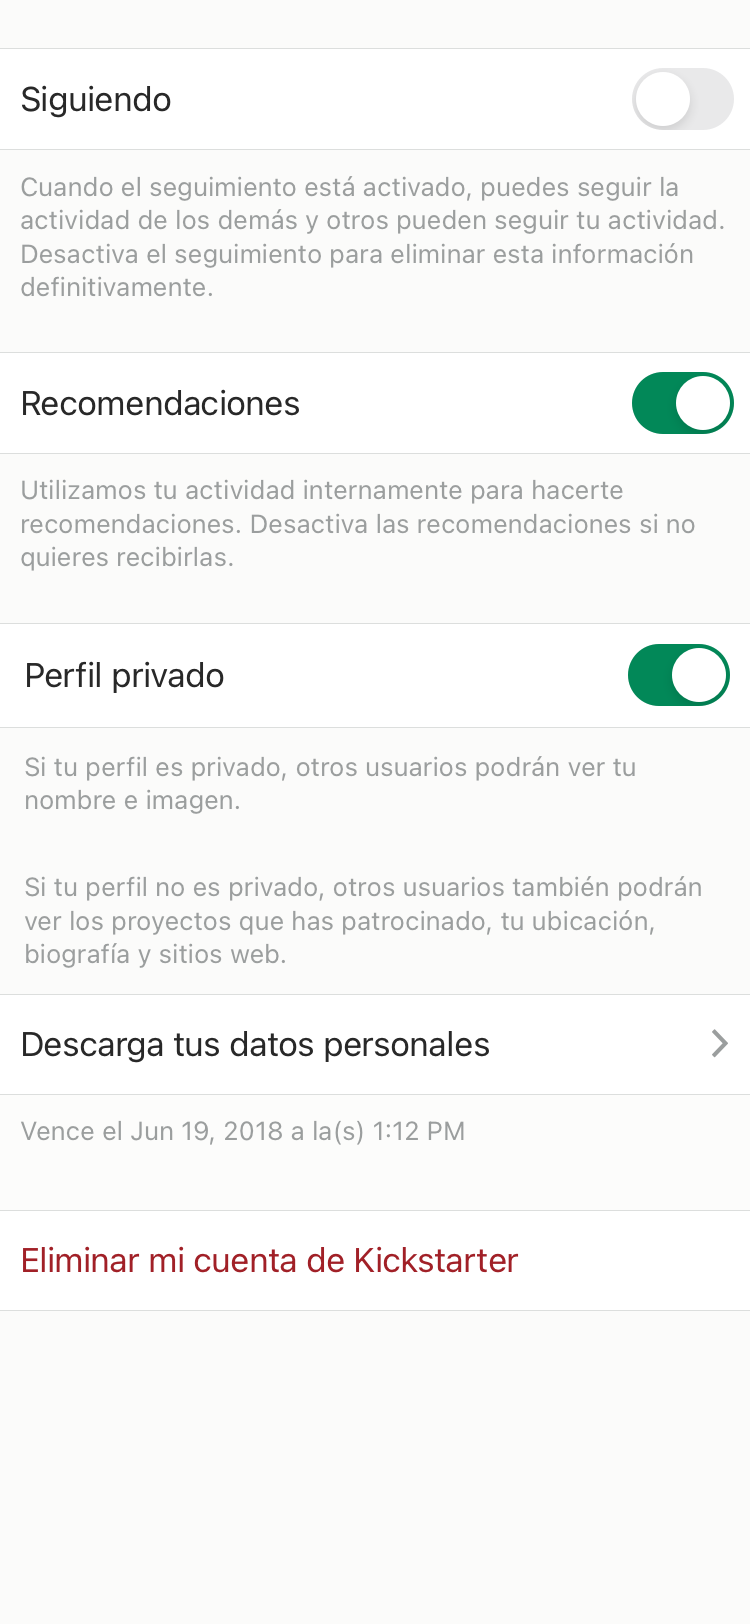 Siguiendo
Cuando el seguimiento está activado, puedes seguir la
actividad de los demás y otros pueden seguir tu actividad.
Desactiva el seguimiento para eliminar esta información
definitivamente.
Recomendaciones
Utilizamos tu actividad internamente para hacerte
recomendaciones. Desactiva las recomendaciones si no
quieres recibirlas.
Perfil privado
Si tu perfil es privado, otros usuarios podrán ver tu
nombre e imagen.
Si tu perfil no es privado, otros usuarios también podrán
ver los proyectos que has patrocinado, tu ubicación,
biografía y sitios web.
Descarga tus datos personales
Vence el Jun 19, 2018 a la(s) 1:12 PM
Eliminar mi cuenta de Kickstarter